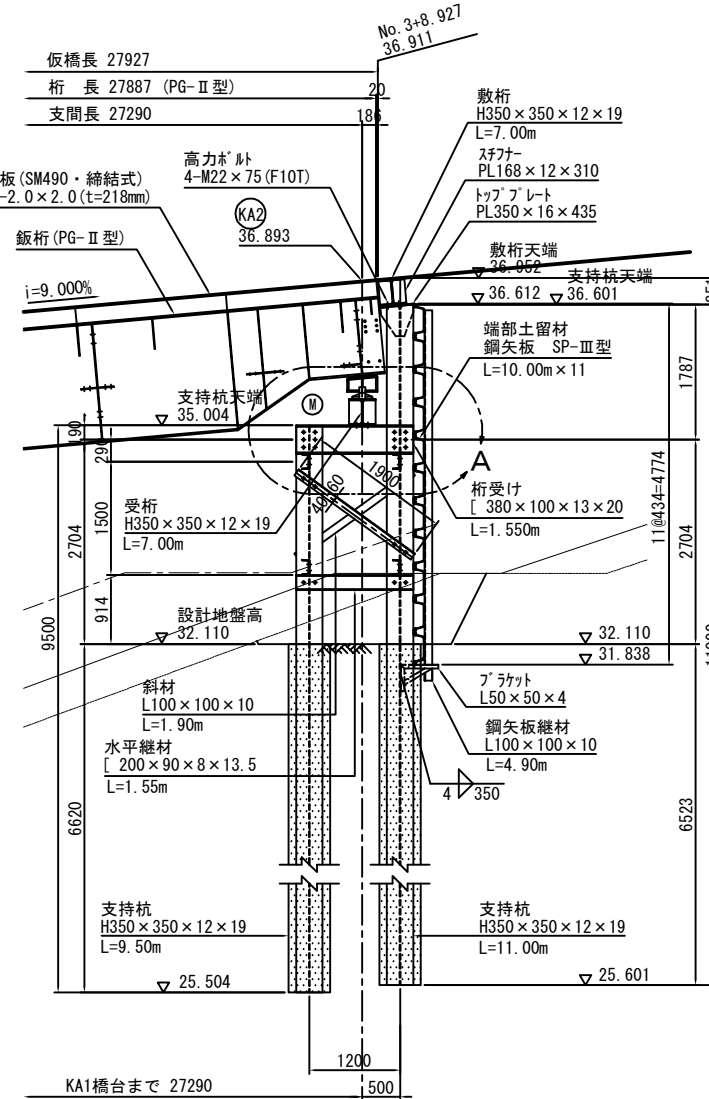 No.3+8.927
36.911
仮橋長 27927
桁 長 27887 (PG-Ⅱ型)
20
支間長 27290
186
敷桁
H350×350×12×19
L=7.00m
高力ボルト
4-M22×75(F10T)
スチフナー
PL168×12×310
板(SM490・締結式)
-2.0×2.0(t=218mm)
トッププレート
PL350×16×435
KA2
36.893
鈑桁(PG-Ⅱ型)
敷桁天端
36.952
支持杭天端
i=9.000%
36.612
36.601
端部土留材
鋼矢板 SP-Ⅲ型
L=10.00m×11
1787
支持杭天端
35.004
M
190
290
A
1900
40
60
桁受け
[ 380×100×13×20
L=1.550m
11@434=4774
受桁
H350×350×12×19
L=7.00m
1500
2704
2704
914
9500
設計地盤高
32.110
32.110
31.838
斜材
L100×100×10
L=1.90m
ブラケット
L50×50×4
水平継材
[ 200×90×8×13.5
L=1.55m
鋼矢板継材
L100×100×10
L=4.90m
4
350
6620
6523
支持杭
H350×350×12×19
L=9.50m
支持杭
H350×350×12×19
L=11.00m
25.504
25.601
1200
KA1橋台まで 27290
500